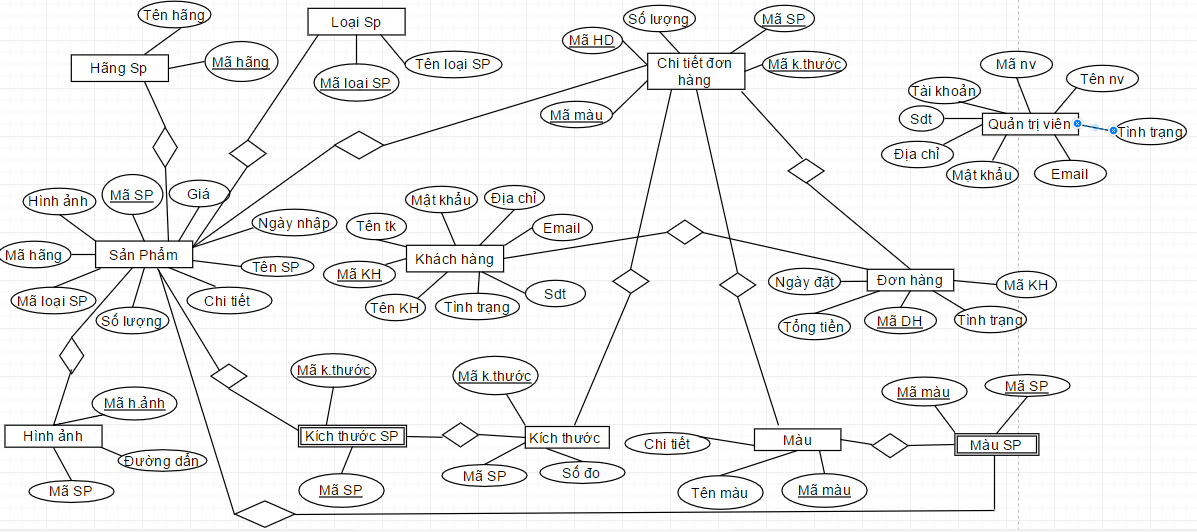 Tên hãng
Hãng Sp
Mã hãng
Loại Sp
Mã loại SP
Tên loại SP
Số lượng
Mã SP
Mã HD
Chi tiết đơn
hàng
Mã k.thước
Mã màu
Mã nv
Tên nv
Tài khoản
Sdt
Quản trị viên
Tình trạng
Địa chỉ
Mật khẩu
Email
Hình ảnh
Mã SP
Giá
Ngày nhập
Mã hãng
Sản Phẩm
Tên SP
Mã loại SP
Số lượng
Chi tiết
Mật khẩu
Địa chỉ
Tên tk
Email
Khách hàng
Mã KH
Tên KH
Tình trạng
Sdt
Ngày đặt
Đơn hàng
Mã KH
Tổng tiền
Mã DH
Tình trạng
Mã h.ảnh
Hình ảnh
Đường dẫn
Mã SP
Mã k.thước
Kích thước SP
Mã SP
Mã k.thước
Kích thước
Mã SP
Số đo
Chi tiết
Màu
Tên màu
Mã màu
Mã màu
Mã SP
Màu SP